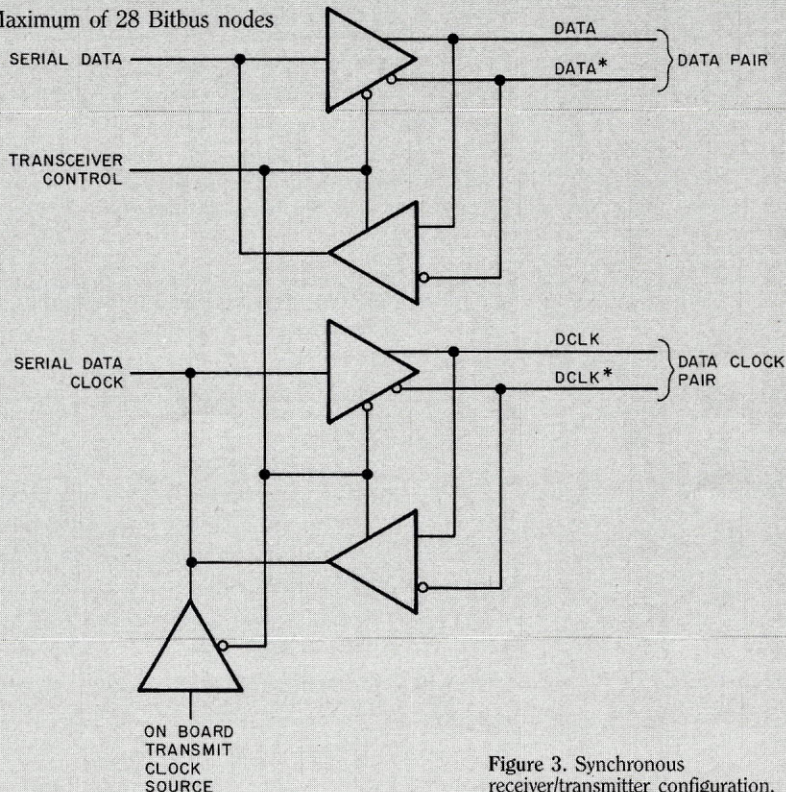 Maximum of 28 Bitbus nodes
SERIAL DATA
DATA
DATA*
DATA PAIR
TRANSCEIVER
CONTROL
SERIAL DATA
CLOCK
DCLK
DCLK*
DATA CLOCK
PAIR
ON BOARD
TRANSMIT
CLOCK
SOURCE
Figure 3. Synchronous
receiver/transmitter configuration.